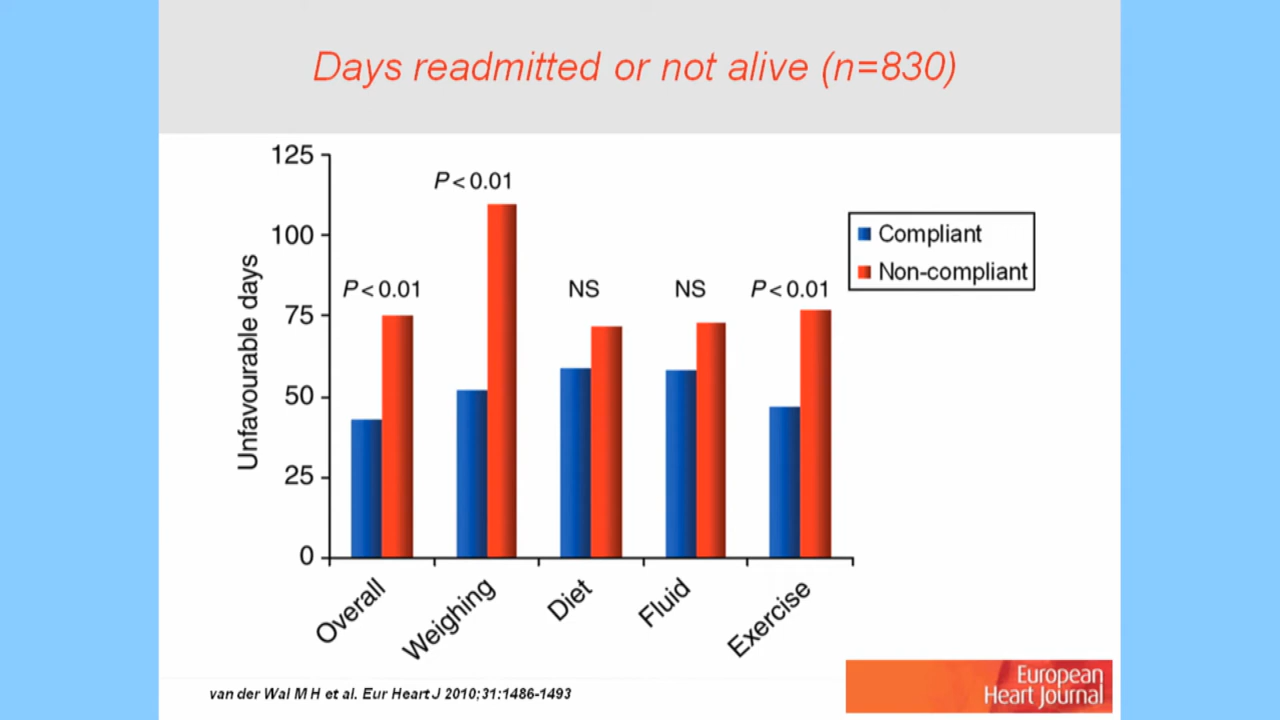 Days readmitted or not alive (n=830)
125
100
75
50
25
0
Unfavourable days
P<0.01
P<0.01
NS
NS
P<0.01
Compliant
Non-compliant
Overall
Weighing
Diet
Fluid
Exercise
van der Wal M H et al. Eur Heart J 2010;31:1486-1493
European
Heart Journal